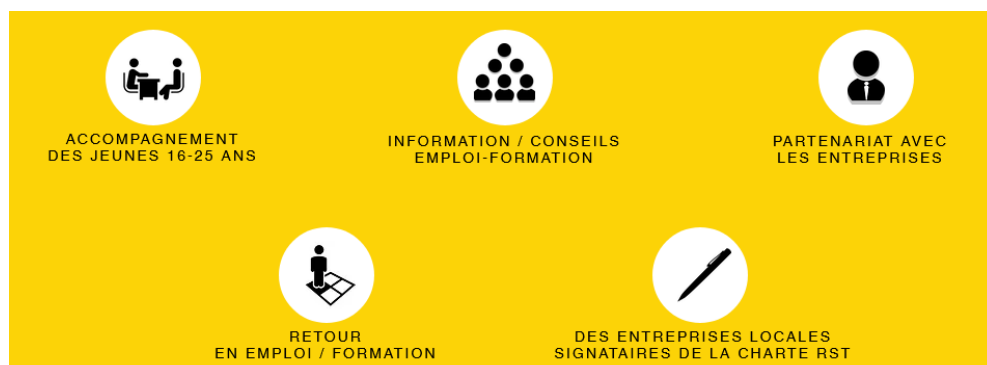 ACCOMPAGNEMENT
DES JEUNES 16-25 ANS
INFORMATION / CONSEILS
EMPLOI-FORMATION
PARTENARIAT AVEC
LES ENTREPRISES
RETOUR
EN EMPLOI / FORMATION
DES ENTREPRISES LOCALES
SIGNATAIRES DE LA CHARTE RST